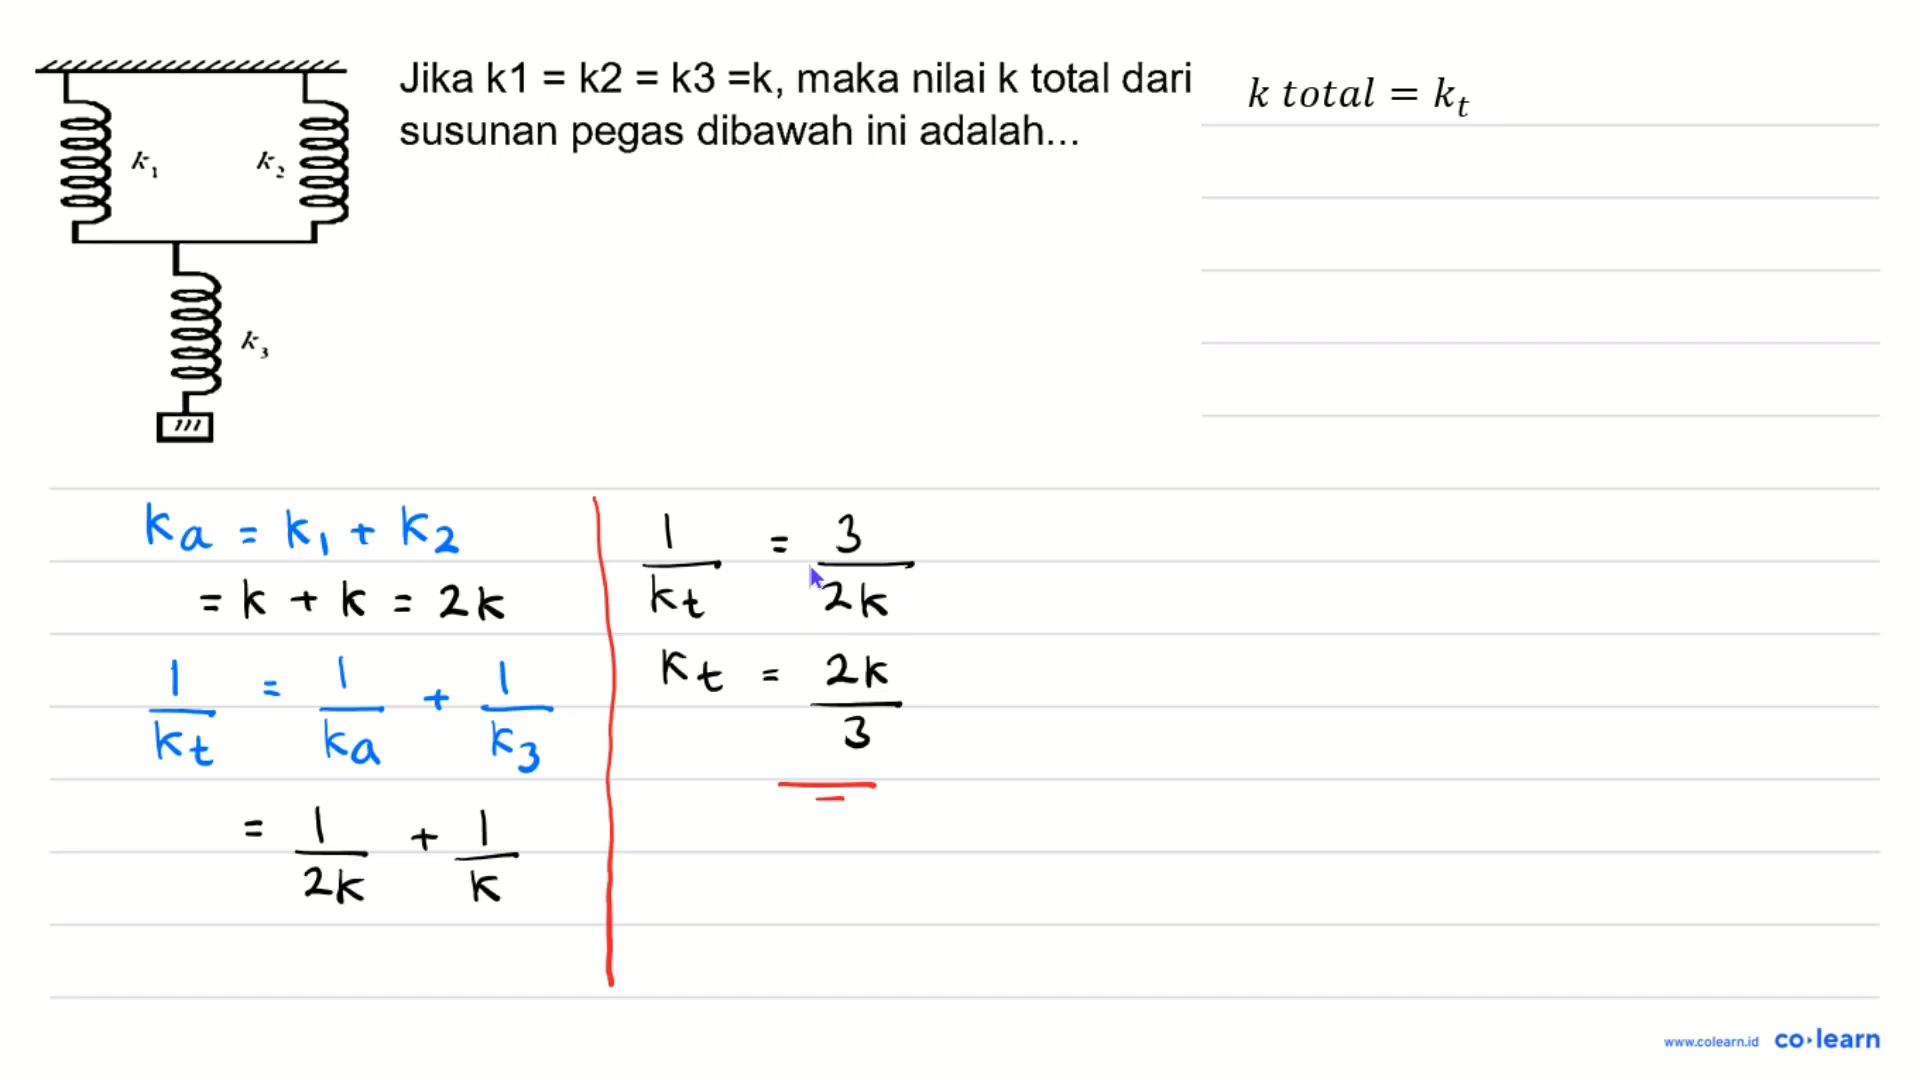 Jika k1 = k2 = k3 =k, maka nilai k total dari
susunan pegas dibawah ini adalah...
k total = kₜ
k₁
k₂
k₃
ka = k₁ + k₂
= k + k = 2k
1/kt = 1/ka + 1/k₃
= 1/2k + 1/k
1/kt = 3/2k
kt = 2k/3
www.colearn.id
co›learn